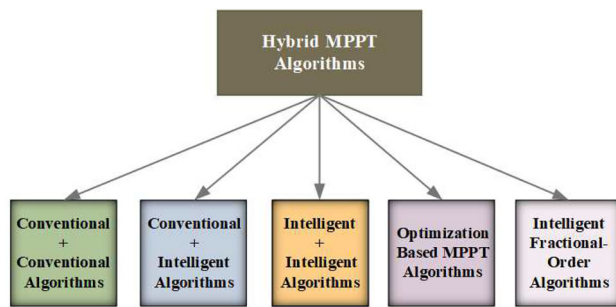 Hybrid MPPT
Algorithms
Conventional
+
Conventional
Algorithms
Conventional
+
Intelligent
Algorithms
Intelligent
+
Intelligent
Algorithms
Optimization
Based MPPT
Algorithms
Intelligent
Fractional-
Order
Algorithms